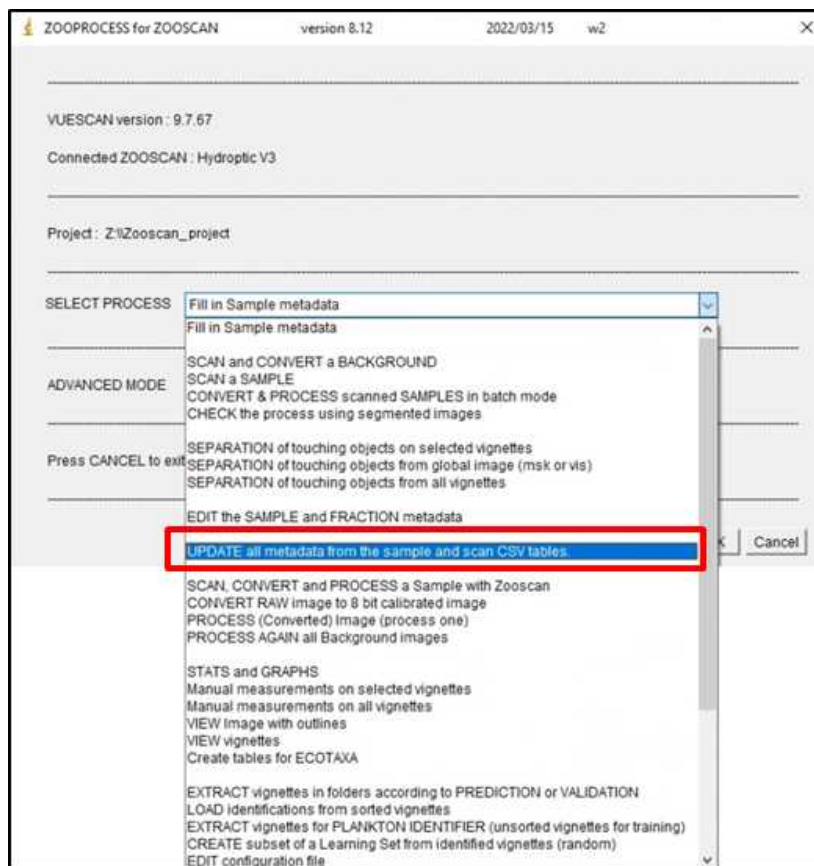 ZOOPROCESS for ZOOSCAN version 8.12 2022/03/15 w2
VUESCAN version : 9.7.67
Connected ZOOSCAN : Hydroptic V3
Project : Z:\\Zooscan_project
SELECT PROCESS Fill in Sample metadata
Fill in Sample metadata
SCAN and CONVERT a BACKGROUND
SCAN a SAMPLE
ADVANCED MODE
CONVERT & PROCESS scanned SAMPLES in batch mode
CHECK the process using segmented images
SEPARATION of touching objects on selected vignettes
Press CANCEL to exit
SEPARATION of touching objects from global image (msk or vis)
SEPARATION of touching objects from all vignettes
EDIT the SAMPLE and FRACTION metadata
UPDATE all metadata from the sample and scan CSV tables.
K Cancel
SCAN, CONVERT and PROCESS a Sample with Zooscan
CONVERT RAW image to 8 bit calibrated image
PROCESS (Converted) Image (process one)
PROCESS AGAIN all Background images
STATS and GRAPHS
Manual measurements on selected vignettes
Manual measurements on all vignettes
VIEW Image with outlines
VIEW vignettes
Create tables for ECOTAXA
EXTRACT vignettes in folders according to PREDICTION or VALIDATION
LOAD identifications from sorted vignettes
EXTRACT vignettes for PLANKTON IDENTIFIER (unsorted vignettes for training)
CREATE subset of a Learning Set from identified vignettes (random)
EDIT configuration file